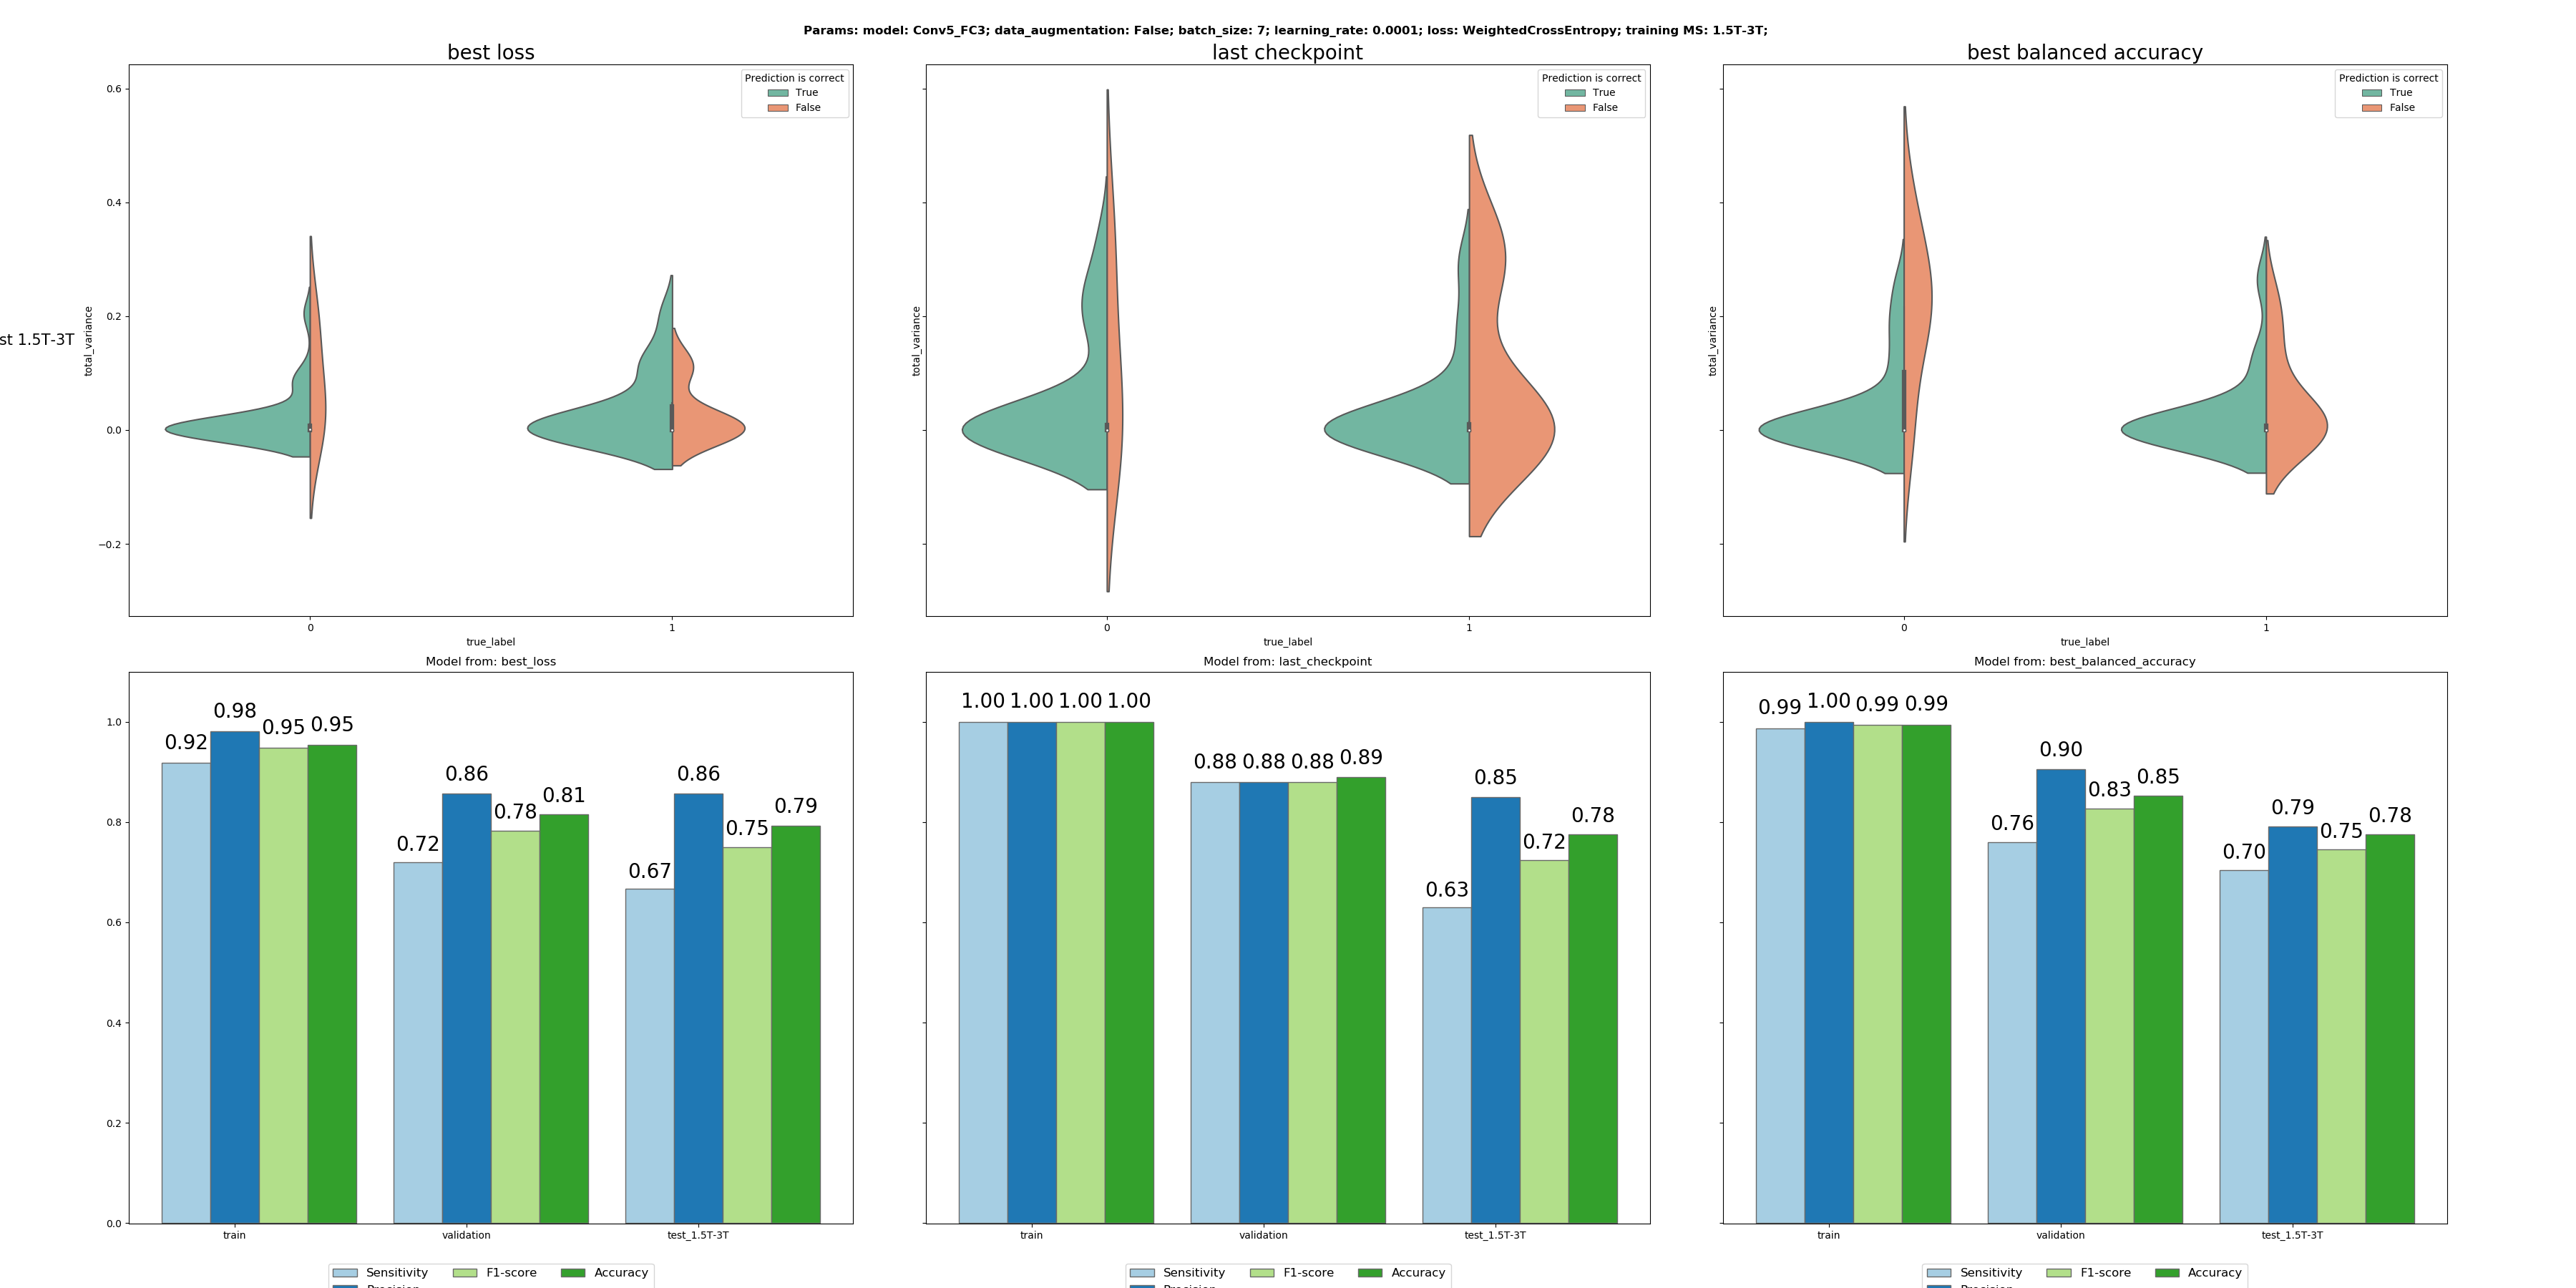 Params: model: Conv5_FC3; data_augmentation: False; batch_size: 7; learning_rate: 0.0001; loss: WeightedCrossEntropy; training MS: 1.5T-3T;
best loss
last checkpoint
best balanced accuracy
Prediction is correct
True
False
Prediction is correct
True
False
Prediction is correct
True
False
0.6
0.4
0.2
0.0
−0.2
st 1.5T-3T
total_variance
total_variance
total_variance
0 1
0 1
0 1
true_label
true_label
true_label
Model from: best_loss
Model from: last_checkpoint
Model from: best_balanced_accuracy
1.0
0.8
0.6
0.4
0.2
0.0
0.92 0.98 0.95 0.95
0.72 0.86 0.78 0.81
0.67 0.86 0.75 0.79
1.00 1.00 1.00 1.00
0.88 0.88 0.88 0.89
0.63 0.85 0.72 0.78
0.99 1.00 0.99 0.99
0.76 0.90 0.83 0.85
0.70 0.79 0.75 0.78
train validation test_1.5T-3T
train validation test_1.5T-3T
train validation test_1.5T-3T
Sensitivity F1-score Accuracy
Precision
Sensitivity F1-score Accuracy
Precision
Sensitivity F1-score Accuracy
Precision